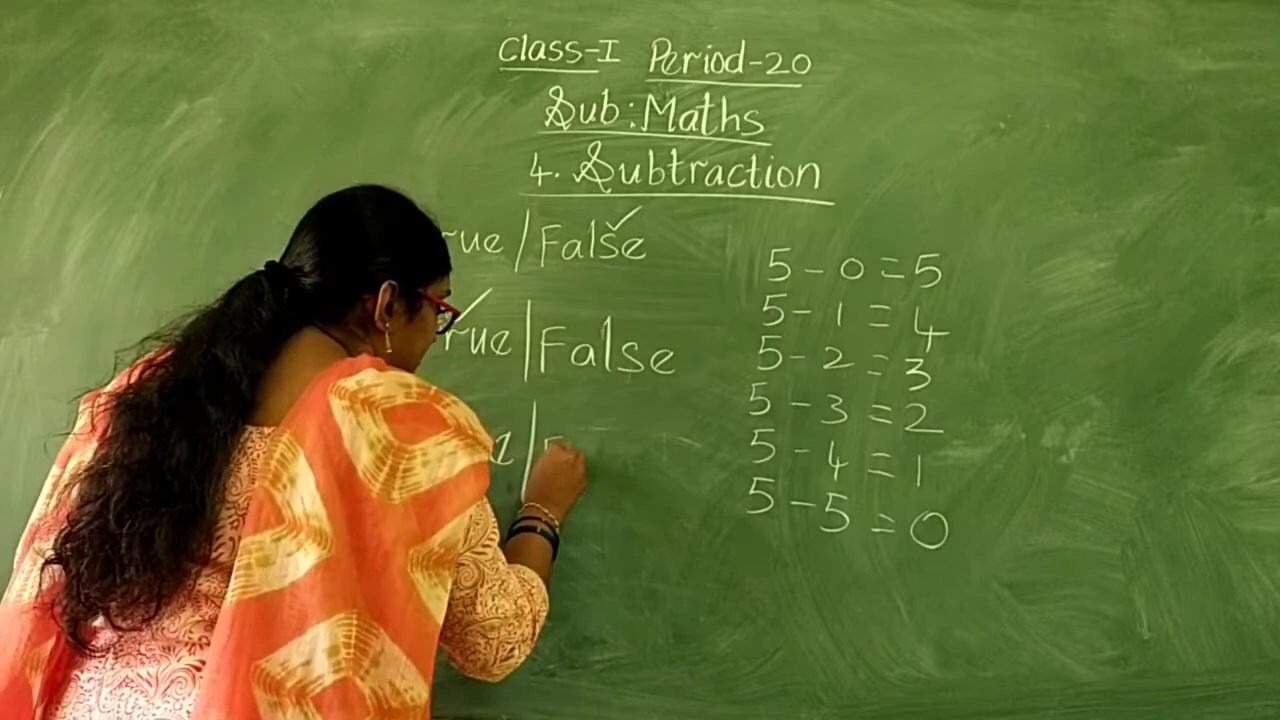 Class-I Period-20
Sub: Maths
4. Subtraction
rue | False ✓
✓ rue | False
e | F
5 - 0 = 5
5 - 1 = 4
5 - 2 = 3
5 - 3 = 2
5 - 4 = 1
5 - 5 = 0